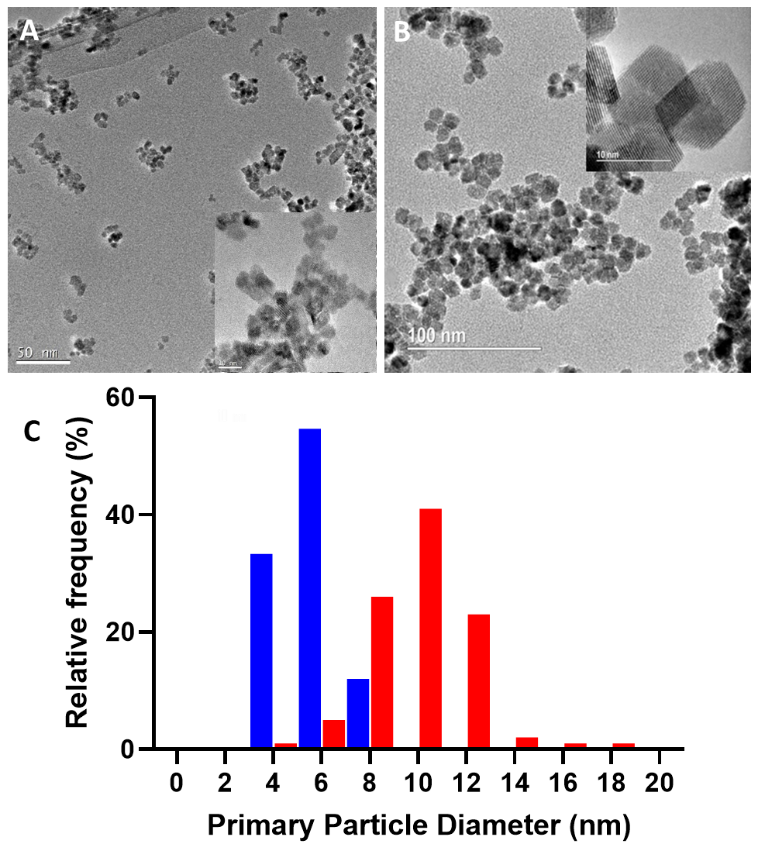 A
B
10 nm
50 nm
100 nm
C
Relative frequency (%)
60
40
20
0
0 2 4 6 8 10 12 14 16 18 20
Primary Particle Diameter (nm)